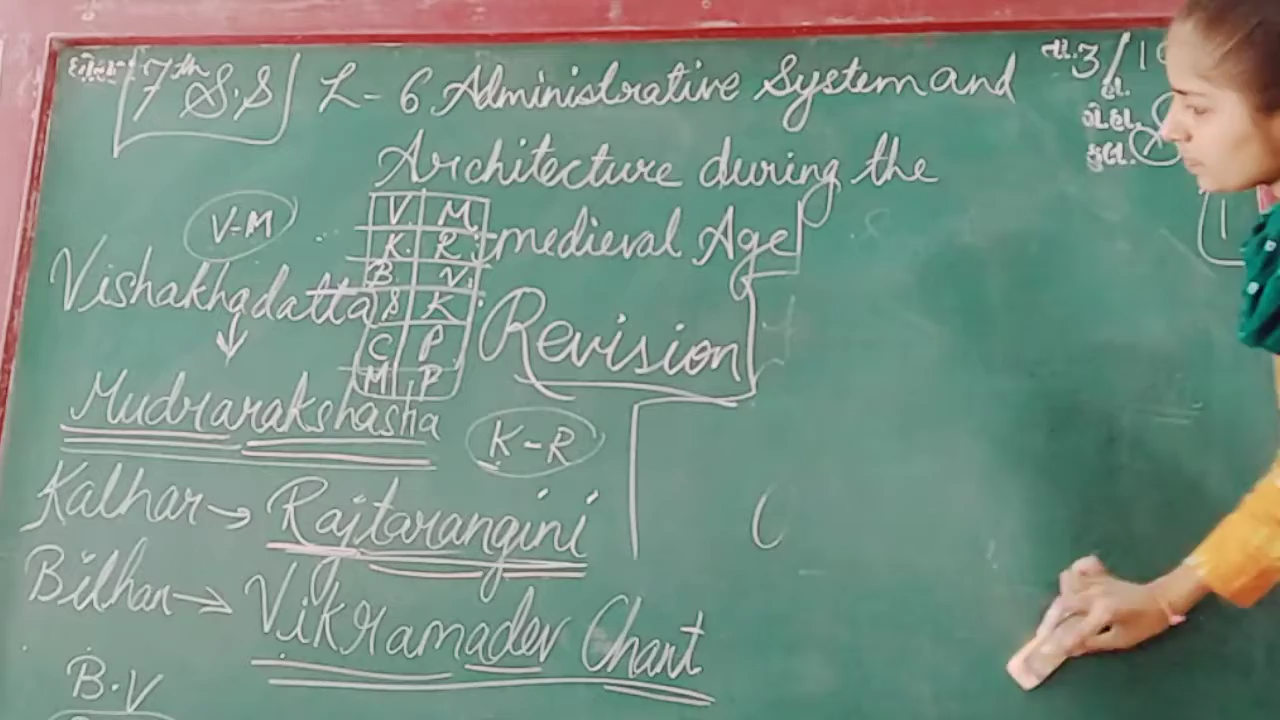 7th S.S L-6 Administrative System and
Architecture during the
medieval Age
Revision
તા. 3/1
હા.
ગે.હા.
કુલ.
V-M
V M
K R
B. V.
S K
C P
M P
Vishakhadatta
Mudrarakshasha
K-R
Kalhar → Rajtarangini
Bilhan → Vikramadev Charit
B.V